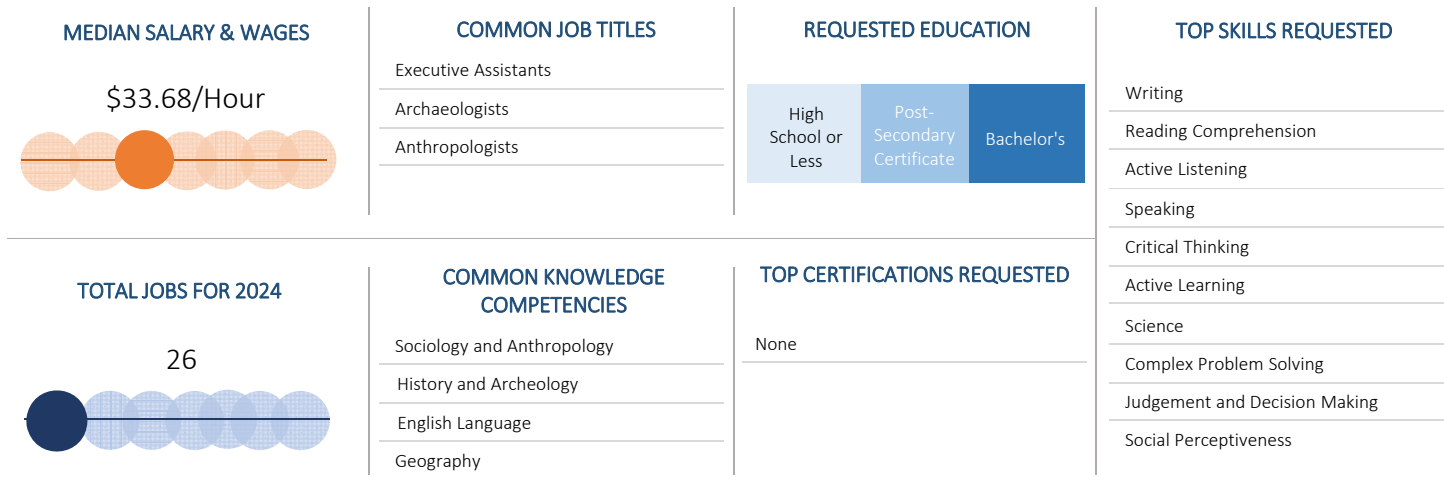 MEDIAN SALARY & WAGES
$33.68/Hour
COMMON JOB TITLES
Executive Assistants
Archaeologists
Anthropologists
REQUESTED EDUCATION
High
School or
Less
Post-
Secondary
Certificate
Bachelor's
TOTAL JOBS FOR 2024
26
COMMON KNOWLEDGE
COMPETENCIES
Sociology and Anthropology
History and Archeology
English Language
Geography
TOP CERTIFICATIONS REQUESTED
None
TOP SKILLS REQUESTED
Writing
Reading Comprehension
Active Listening
Speaking
Critical Thinking
Active Learning
Science
Complex Problem Solving
Judgement and Decision Making
Social Perceptiveness